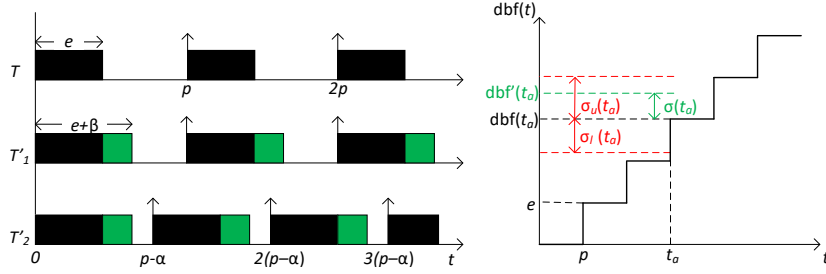 e
T
p
2p
e+β
T'1
T'2
0
p-α
2(p–α)
3(p–α)
t
dbf(t)
dbf'(ta)
σu(ta)
σ(ta)
dbf(ta)
σl (ta)
e
p
ta
t